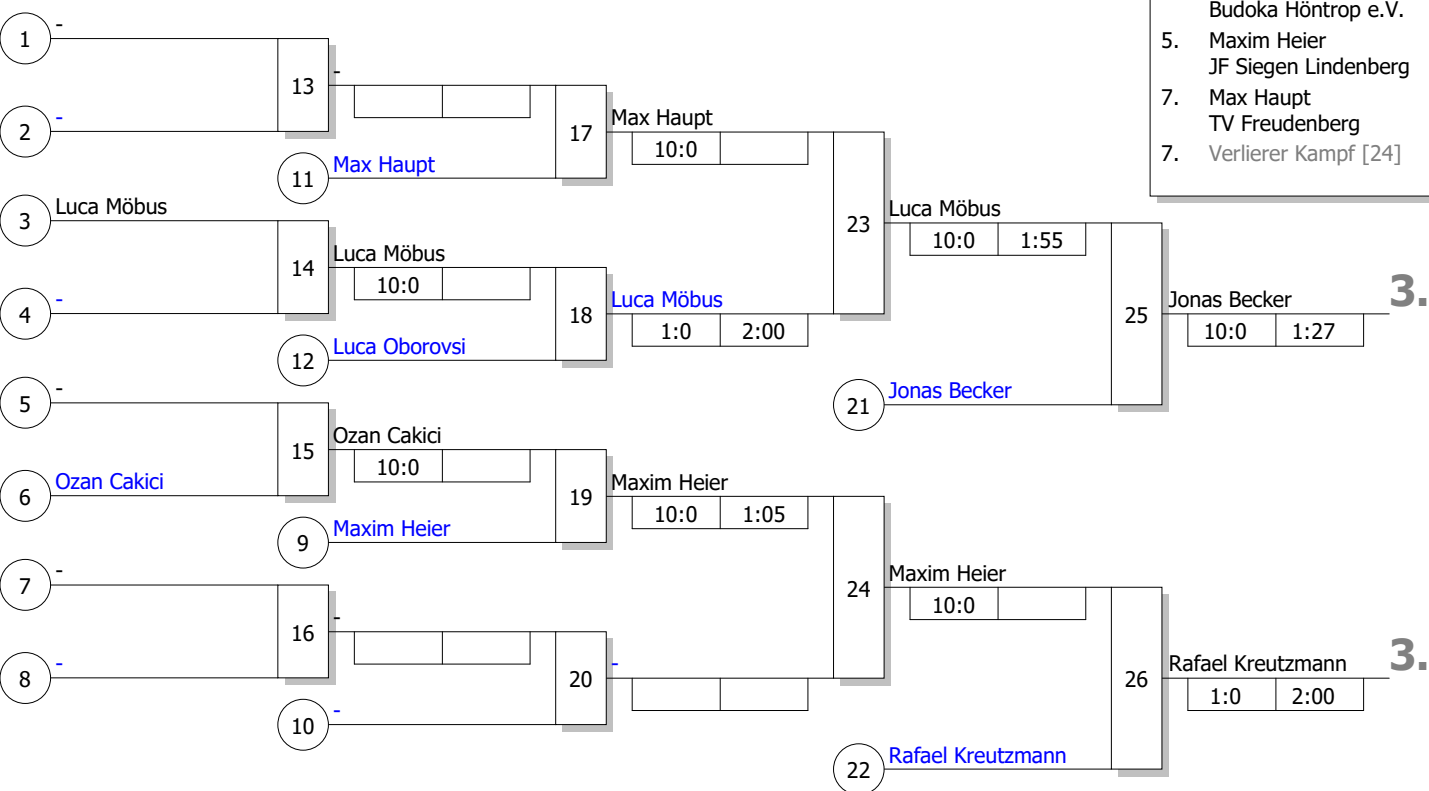 Budoka Höntrop e.V.
5. Maxim Heier
JF Siegen Lindenberg
7. Max Haupt
TV Freudenberg
7. Verlierer Kampf [24]
1 -
13 -
2 -
17 Max Haupt
10:0
11 Max Haupt
3 Luca Möbus
23 Luca Möbus
10:0 1:55
14 Luca Möbus
10:0
4 -
18 Luca Möbus
1:0 2:00
12 Luca Oborovsi
25 Jonas Becker 3.
10:0 1:27
5 -
21 Jonas Becker
15 Ozan Cakici
10:0
6 Ozan Cakici
19 Maxim Heier
10:0 1:05
9 Maxim Heier
7 -
24 Maxim Heier
10:0
16 -
8 -
20 -
10 -
26 Rafael Kreutzmann 3.
1:0 2:00
22 Rafael Kreutzmann